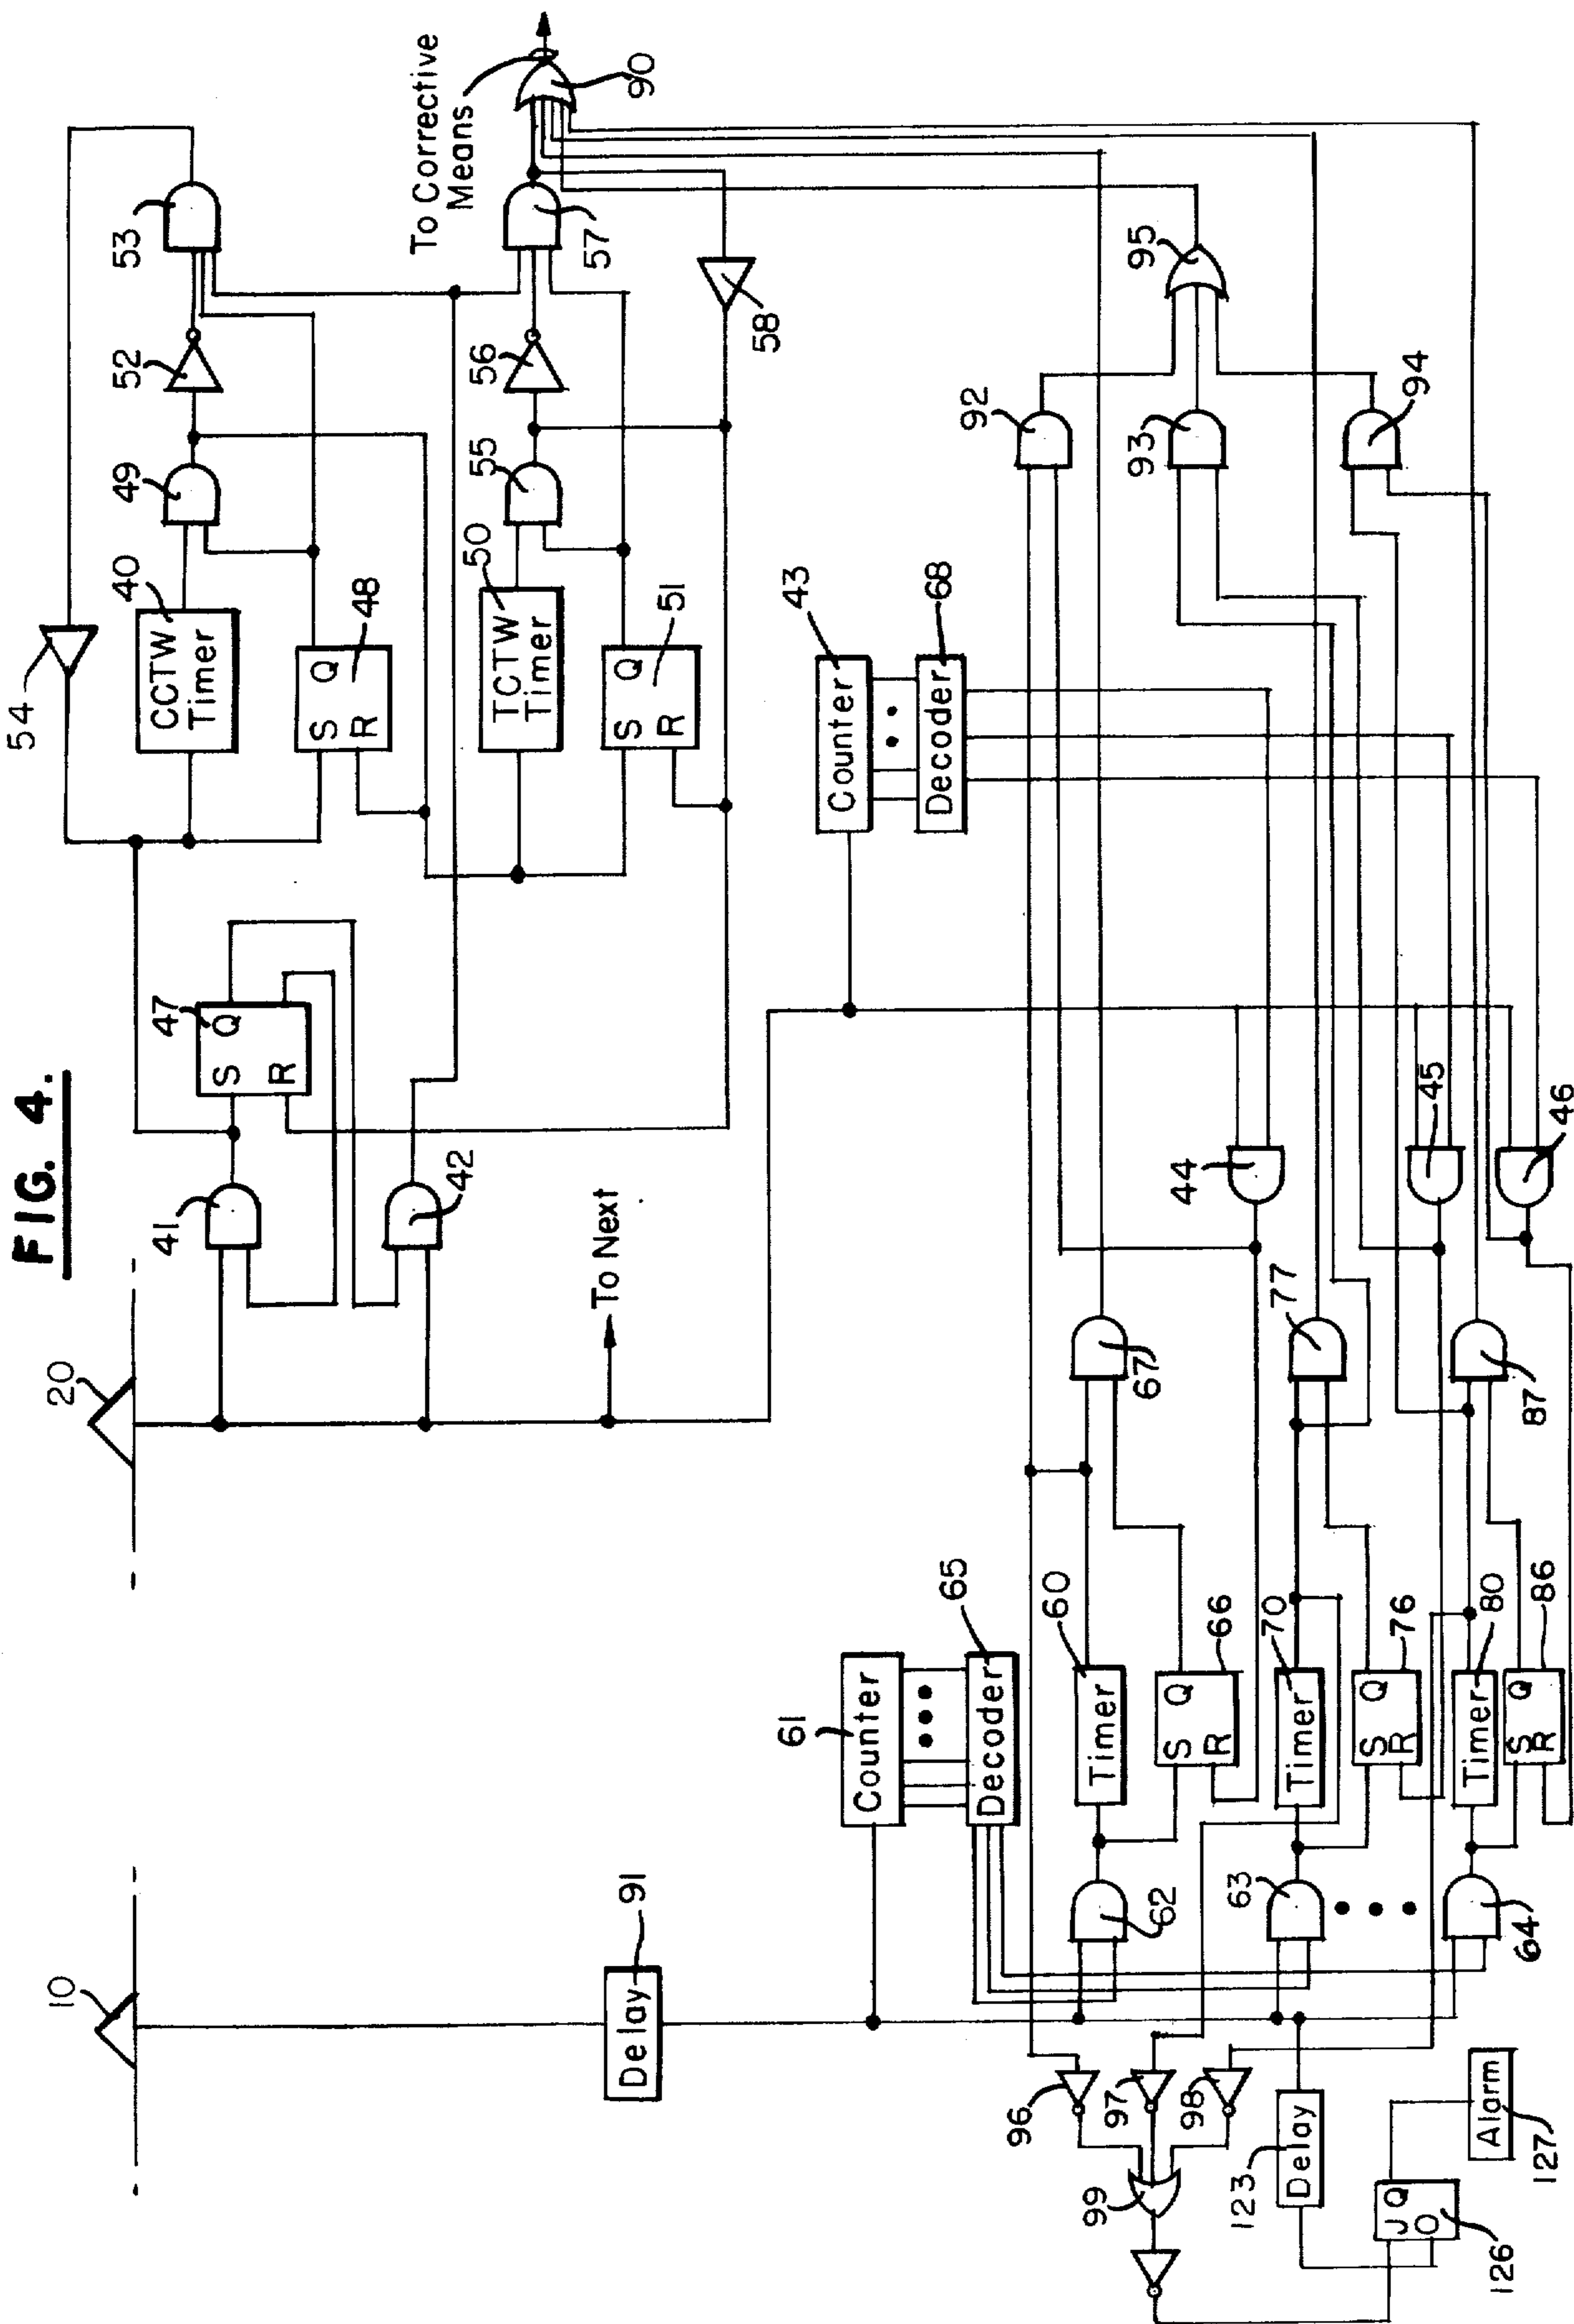 FIG. 4.
20
41
42
47
S Q
R
To Next
54
40
CCTW
Timer
48
S Q
R
49
52
53
50
TCTW
Timer
51
S Q
R
55
56
57
58
To Corrective
Means
90
10
91
Delay
61
Counter
65
Decoder
43
Counter
68
Decoder
92
93
94
95
44
45
46
62
63
64
60
Timer
66
S Q
R
67
70
Timer
76
S Q
R
77
80
Timer
86
S Q
R
87
96
97
98
99
123
Delay
126
J Q
O
127
Alarm